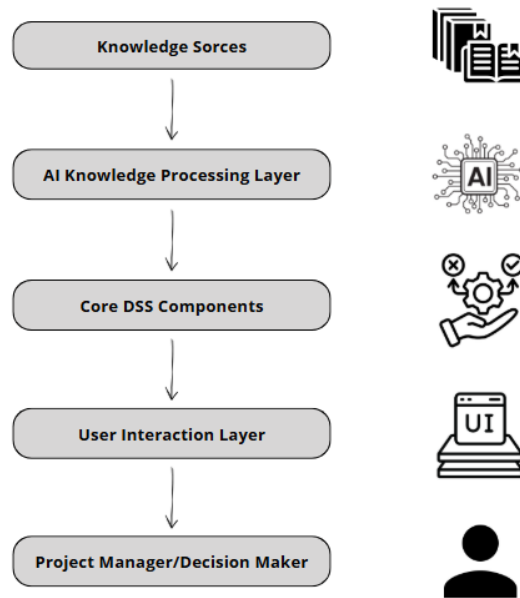 Knowledge Sorces
AI Knowledge Processing Layer
AI
Core DSS Components
User Interaction Layer
UI
Project Manager/Decision Maker